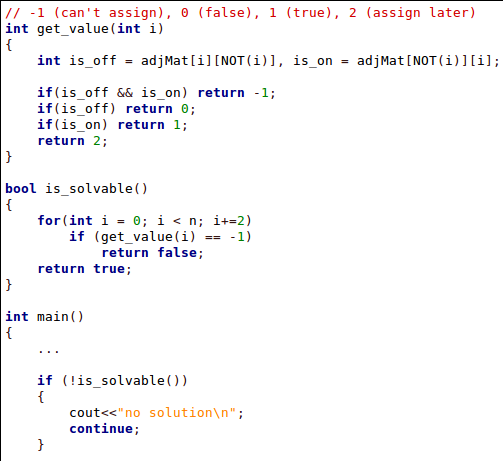 // -1 (can't assign), 0 (false), 1 (true), 2 (assign later)
int get_value(int i)
{
    int is_off = adjMat[i][NOT(i)], is_on = adjMat[NOT(i)][i];

    if(is_off && is_on) return -1;
    if(is_off) return 0;
    if(is_on) return 1;
    return 2;
}

bool is_solvable()
{
    for(int i = 0; i < n; i+=2)
        if (get_value(i) == -1)
            return false;
    return true;
}

int main()
{
    ...

    if (!is_solvable())
    {
        cout<<"no solution\n";
        continue;
    }